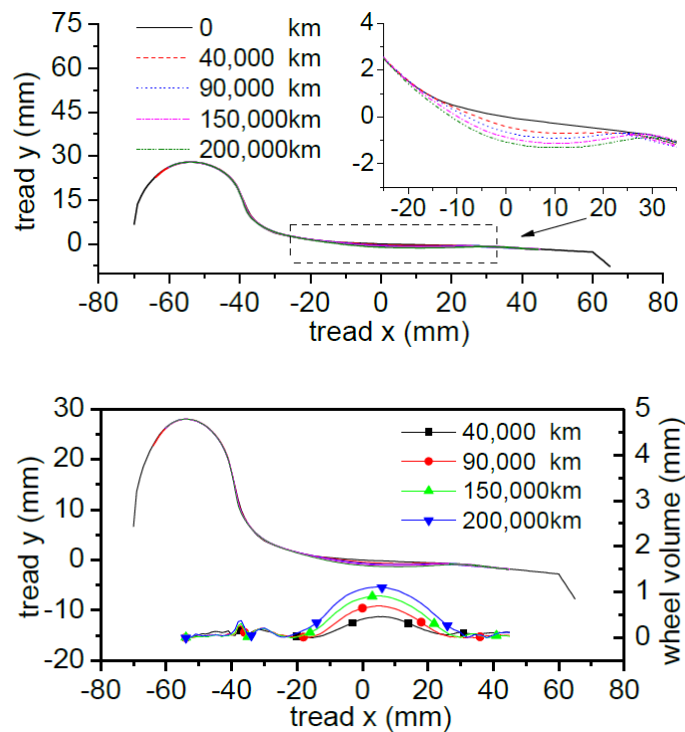 75
60
45
30
15
0
tread y (mm)
0 km
40,000 km
90,000 km
150,000km
200,000km
4
2
0
-2
-20 -10 0 10 20 30
-80 -60 -40 -20 0 20 40 60 80
tread x (mm)
30
20
10
0
-10
-20
tread y (mm)
40,000 km
90,000 km
150,000km
200,000km
5
4
3
2
1
0
wheel volume (mm)
-80 -60 -40 -20 0 20 40 60 80
tread x (mm)